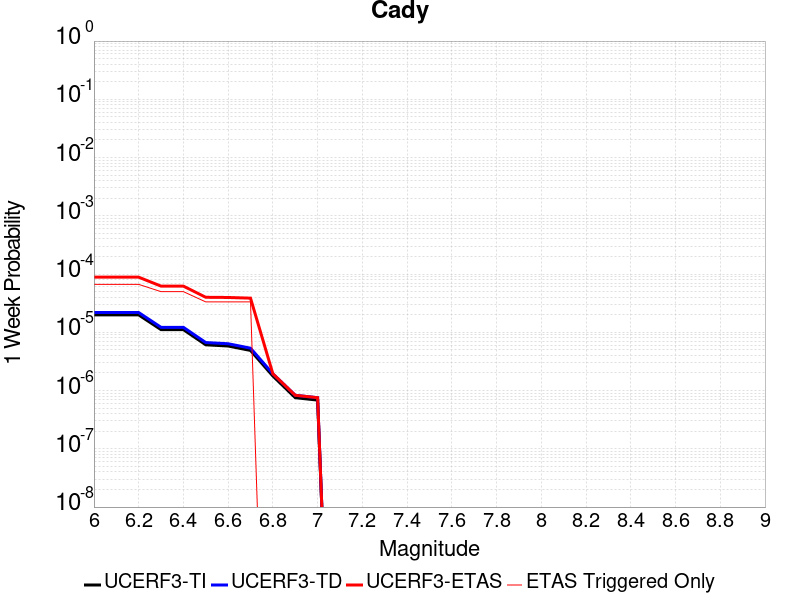 Cady
10^0
10^-1
10^-2
10^-3
10^-4
10^-5
10^-6
10^-7
10^-8
1 Week Probability
6 6.2 6.4 6.6 6.8 7 7.2 7.4 7.6 7.8 8 8.2 8.4 8.6 8.8 9
Magnitude
UCERF3-TI UCERF3-TD UCERF3-ETAS ETAS Triggered Only